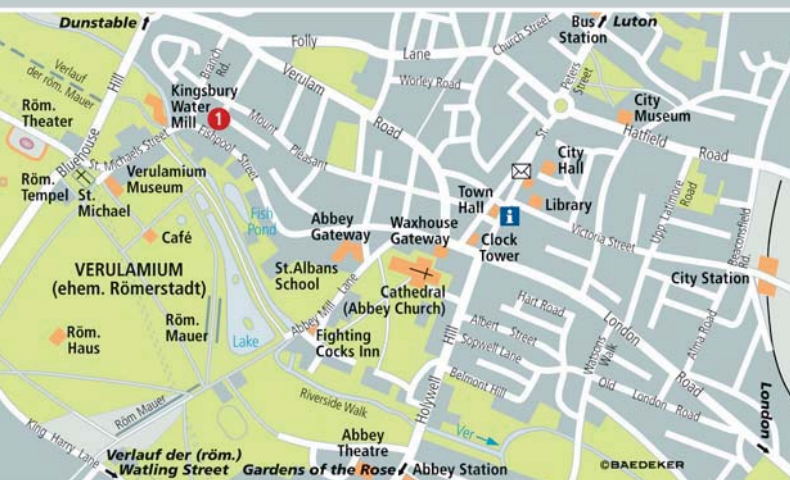 Dunstable
Folly
Lane
Church Street
Bus
Station
Luton
Hill
Branch
Rd.
Verulam
Road
Worley Road
Peters
Street
Verlauf
der röm. Mauer
Röm.
Theater
Kingsbury
Water
Mill
1
Mount
Pleasant
City
Museum
Hatfield
Road
St.
Bluehouse
St. Michaels Street
Fishpool
Street
City
Hall
Röm.
Tempel
St.
Michael
Verulamium
Museum
Town
Hall
i
Library
Upp. Latimore
Road
Beaconsfield
Rd.
Fish
Pond
Abbey
Gateway
Waxhouse
Gateway
Clock
Tower
Victoria Street
Café
St.Albans
School
Cathedral
(Abbey Church)
City Station
VERULAMIUM
(ehem. Römerstadt)
Röm.
Mauer
Lake
Abbey Mill
Lane
Hart Road
Albert
Street
Sopwell Lane
London
Road
Watsons
Walk
Alma Road
Röm.
Haus
Fighting
Cocks Inn
Hill
Holywell
Belmont Hill
Old
London Road
London
Röm Mauer
Riverside Walk
King Harry Lane
Abbey
Theatre
Ver
Verlauf der (röm.)
Watling Street
Gardens of the Rose
Abbey Station
©BAEDEKER